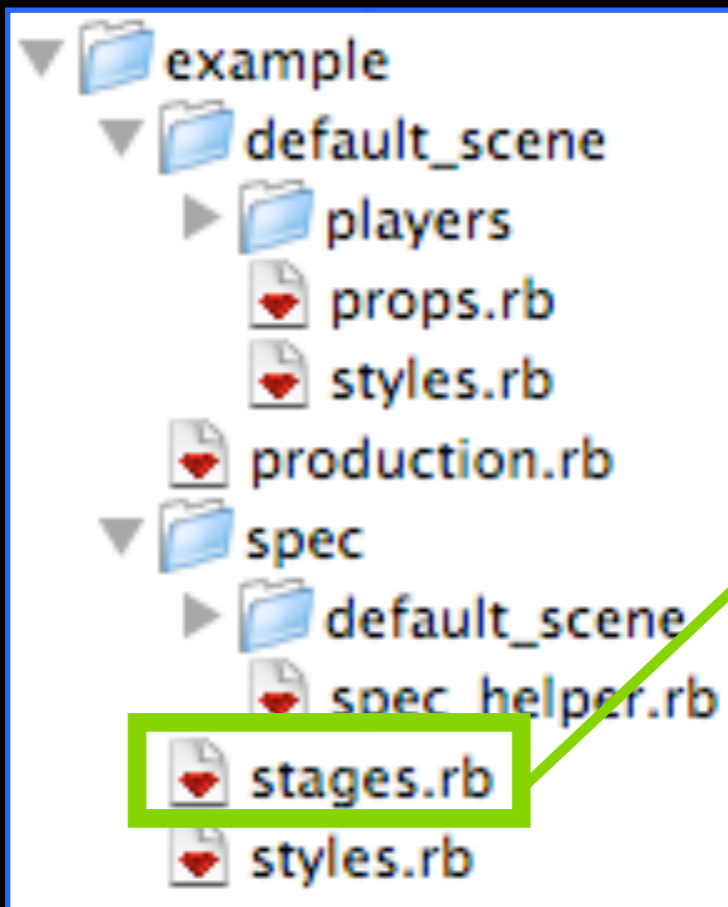 example
default_scene
players
props.rb
styles.rb
production.rb
spec
default_scene
spec_helper.rb
stages.rb
styles.rb